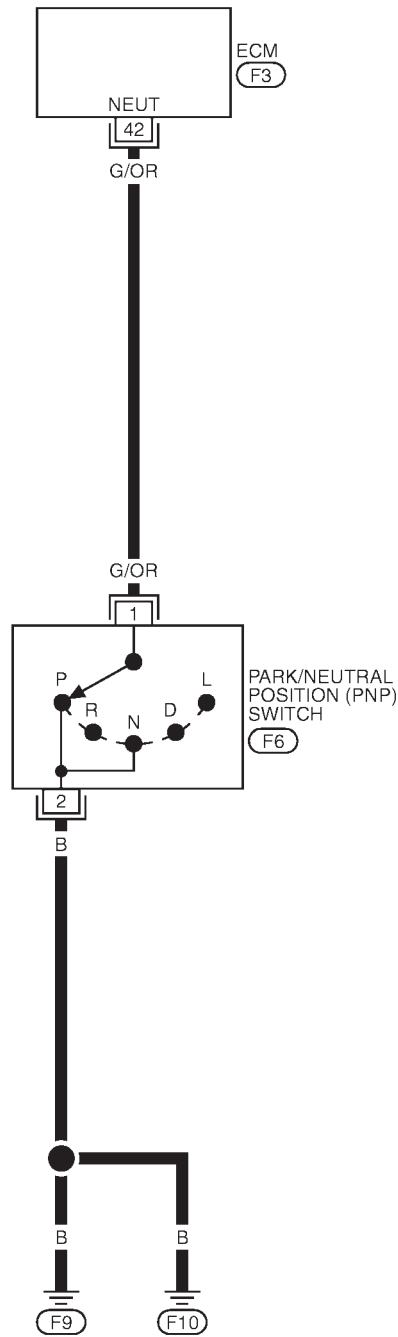 ECM
F3
NEUT
42
G/OR
G/OR
1
P
R
N
D
L
PARK/NEUTRAL
POSITION (PNP)
SWITCH
F6
2
B
B
B
F9
F10